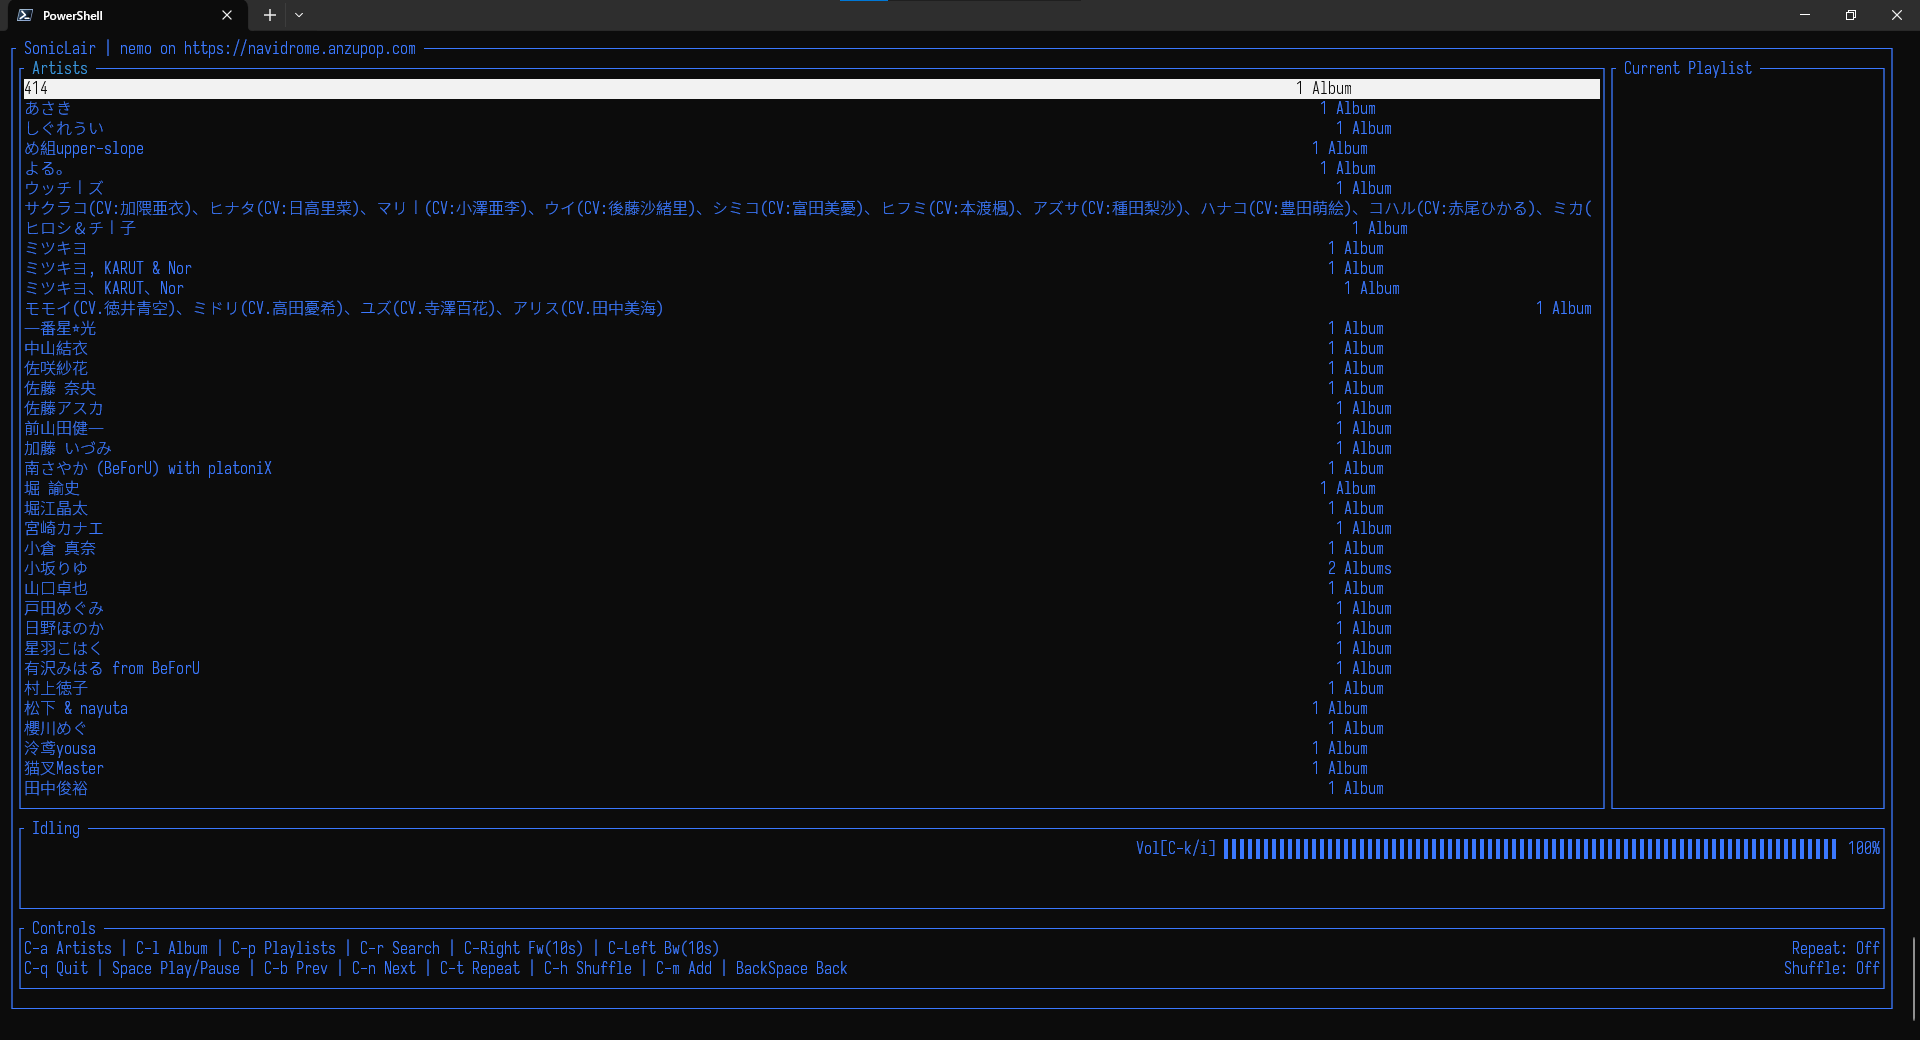 PowerShell
SonicLair | nemo on https://navidrome.anzupop.com
Artists
414 1 Album
あさき 1 Album
しぐれうい 1 Album
め組upper-slope 1 Album
よる。 1 Album
ウッチーズ 1 Album
サクラコ(CV:加隈亜衣)、ヒナタ(CV:日高里菜)、マリー(CV:小澤亜李)、ウイ(CV:後藤沙緒里)、シミコ(CV:富田美憂)、ヒフミ(CV:本渡楓)、アズサ(CV:種田梨沙)、ハナコ(CV:豊田萌絵)、コハル(CV:赤尾ひかる)、ミカ(
ヒロシ＆チー子 1 Album
ミツキヨ 1 Album
ミツキヨ, KARUT & Nor 1 Album
ミツキヨ、KARUT、Nor 1 Album
モモイ(CV.徳井青空)、ミドリ(CV.高田憂希)、ユズ(CV.寺澤百花)、アリス(CV.田中美海) 1 Album
一番星⭐︎光 1 Album
中山結衣 1 Album
佐咲紗花 1 Album
佐藤 奈央 1 Album
佐藤アスカ 1 Album
前山田健一 1 Album
加藤 いづみ 1 Album
南さやか (BeForU) with platoniX 1 Album
堀 諭史 1 Album
堀江晶太 1 Album
宮崎カナエ 1 Album
小倉 真奈 1 Album
小坂りゆ 2 Albums
山口卓也 1 Album
戸田めぐみ 1 Album
日野ほのか 1 Album
星羽こはく 1 Album
有沢みはる from BeForU 1 Album
村上徳子 1 Album
松下 & nayuta 1 Album
櫻川めぐ 1 Album
泠鸢yousa 1 Album
猫叉Master 1 Album
田中俊裕 1 Album
Current Playlist
Idling
Vol[C-k/i] 100%
Controls
C-a Artists | C-l Album | C-p Playlists | C-r Search | C-Right Fw(10s) | C-Left Bw(10s) Repeat: Off
C-q Quit | Space Play/Pause | C-b Prev | C-n Next | C-t Repeat | C-h Shuffle | C-m Add | BackSpace Back Shuffle: Off